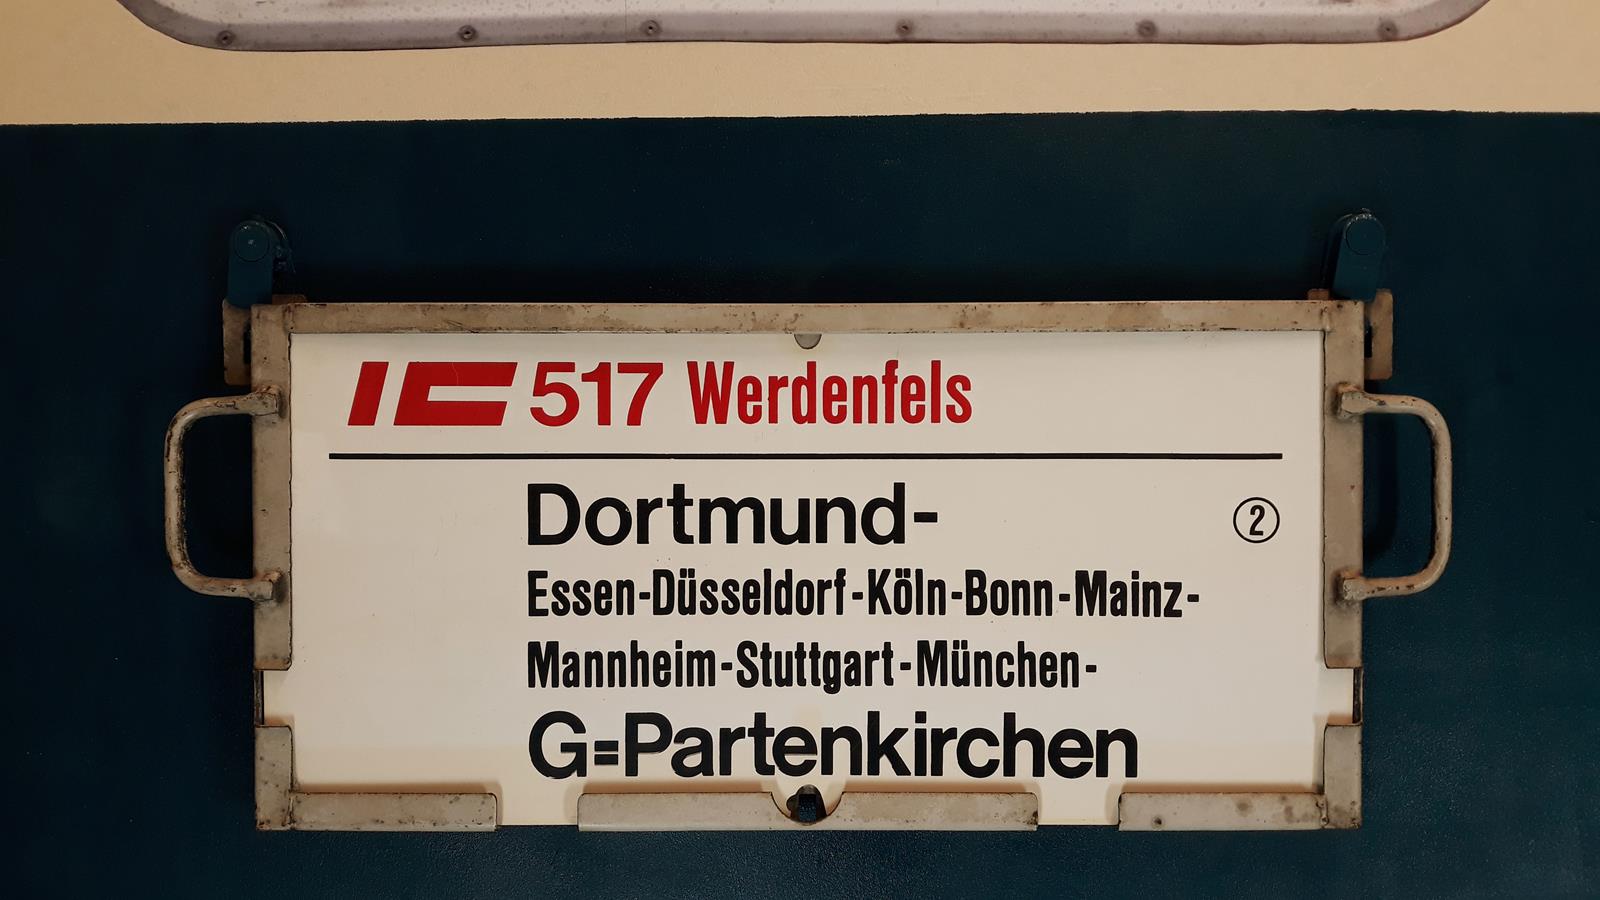 IC 517 Werdenfels
Dortmund-
②
Essen-Düsseldorf-Köln-Bonn-Mainz-
Mannheim-Stuttgart-München-
G=Partenkirchen